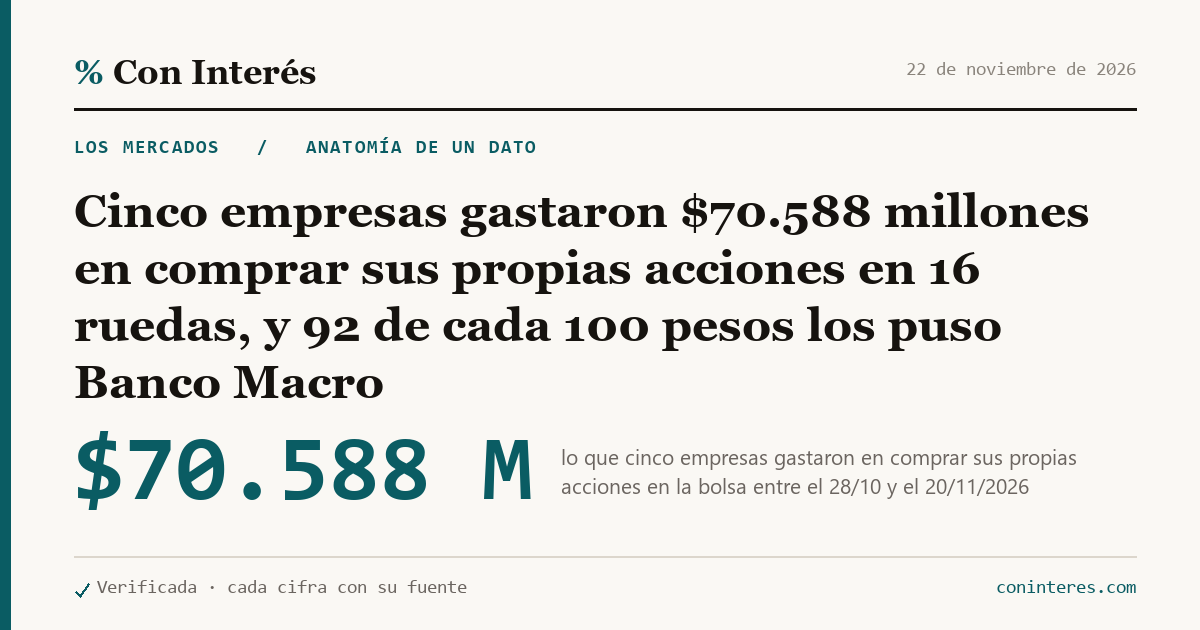 % Con Interés
22 de noviembre de 2026
LOS MERCADOS / ANATOMÍA DE UN DATO
Cinco empresas gastaron $70.588 millones
en comprar sus propias acciones en 16
ruedas, y 92 de cada 100 pesos los puso
Banco Macro
$70.588 M
lo que cinco empresas gastaron en comprar sus propias
acciones en la bolsa entre el 28/10 y el 20/11/2026
✓ Verificada · cada cifra con su fuente
coninteres.com